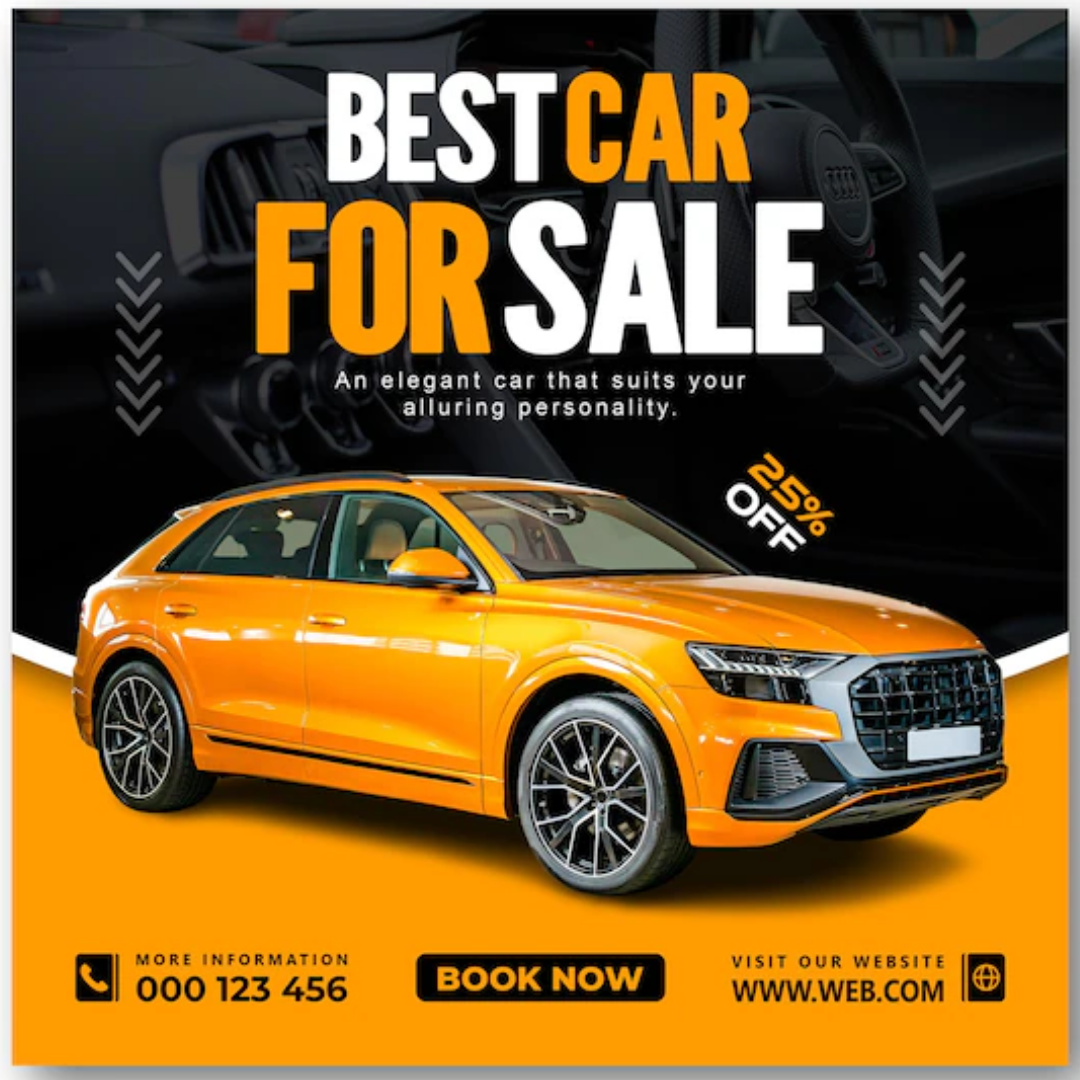 BEST CAR
FOR SALE
An elegant car that suits your
alluring personality.
25%
OFF
MORE INFORMATION
000 123 456
BOOK NOW
VISIT OUR WEBSITE
WWW.WEB.COM